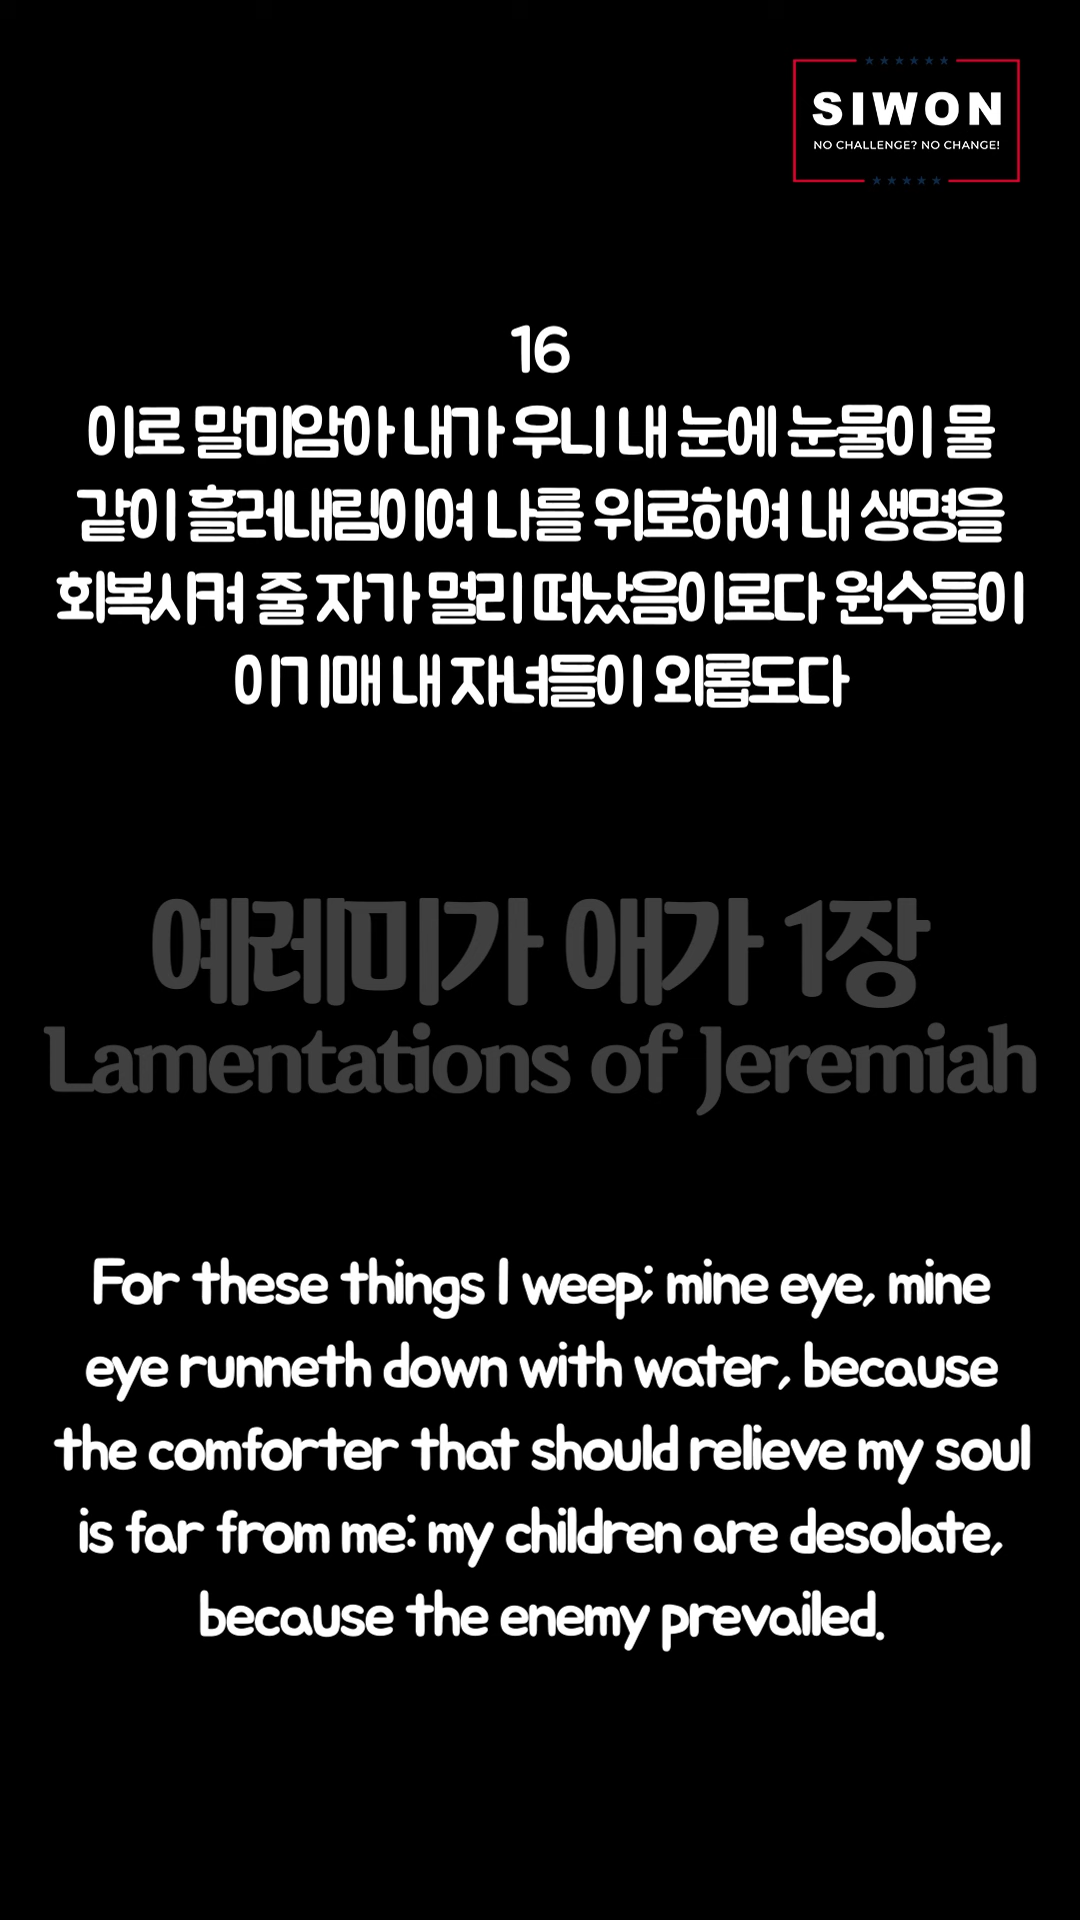 SIWON
NO CHALLENGE? NO CHANGE!
16
이로 말미암아 내가 우니 내 눈에 눈물이 물
같이 흘러내림이여 나를 위로하여 내 생명을
회복시켜 줄 자가 멀리 떠났음이로다 원수들이
이기매 내 자녀들이 외롭도다
예레미가 애가 1장
Lamentations of Jeremiah
For these things I weep; mine eye, mine
eye runneth down with water, because
the comforter that should relieve my soul
is far from me: my children are desolate,
because the enemy prevailed.